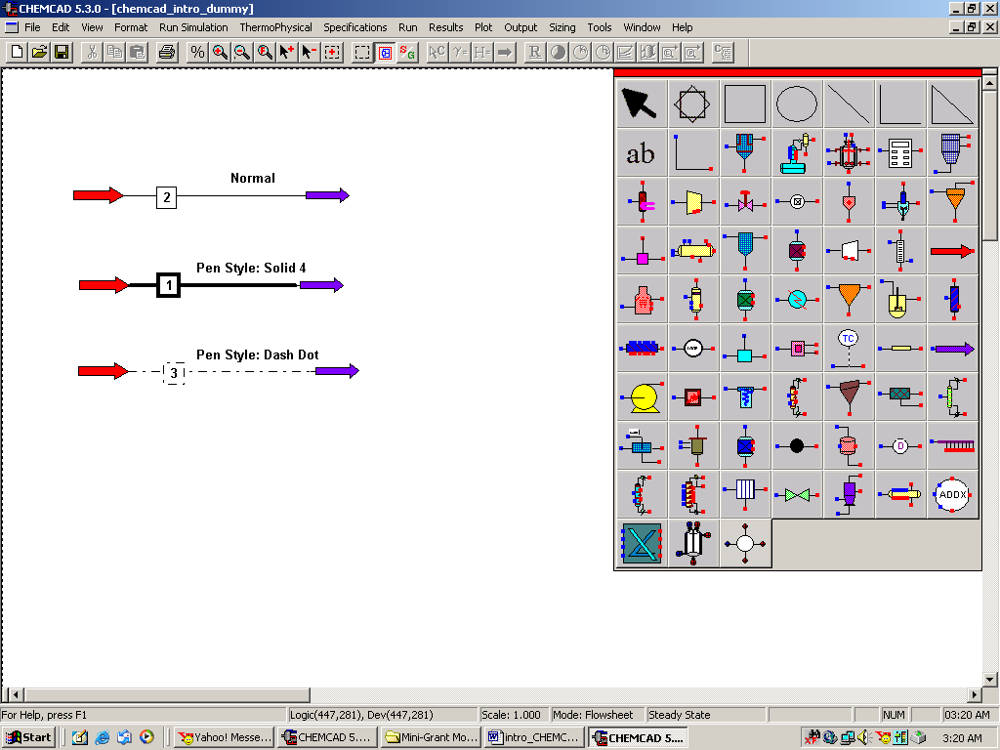 CHEMCAD 5.3.0 - [chemcad_intro_dummy]
File Edit View Format Run Simulation ThermoPhysical Specifications Run Results Plot Output Sizing Tools Window Help
% S G C γ= H= R
Normal
2
Pen Style: Solid 4
1
Pen Style: Dash Dot
3
ab
TC
D
ADDX
For Help, press F1 Logic(447,281), Dev(447,281) Scale: 1.000 Mode: Flowsheet Steady State NUM 03:20 AM
Start Yahoo! Messe... CHEMCAD 5.... Mini-Grant Mo... intro_CHEMC... CHEMCAD 5.... 3:20 AM